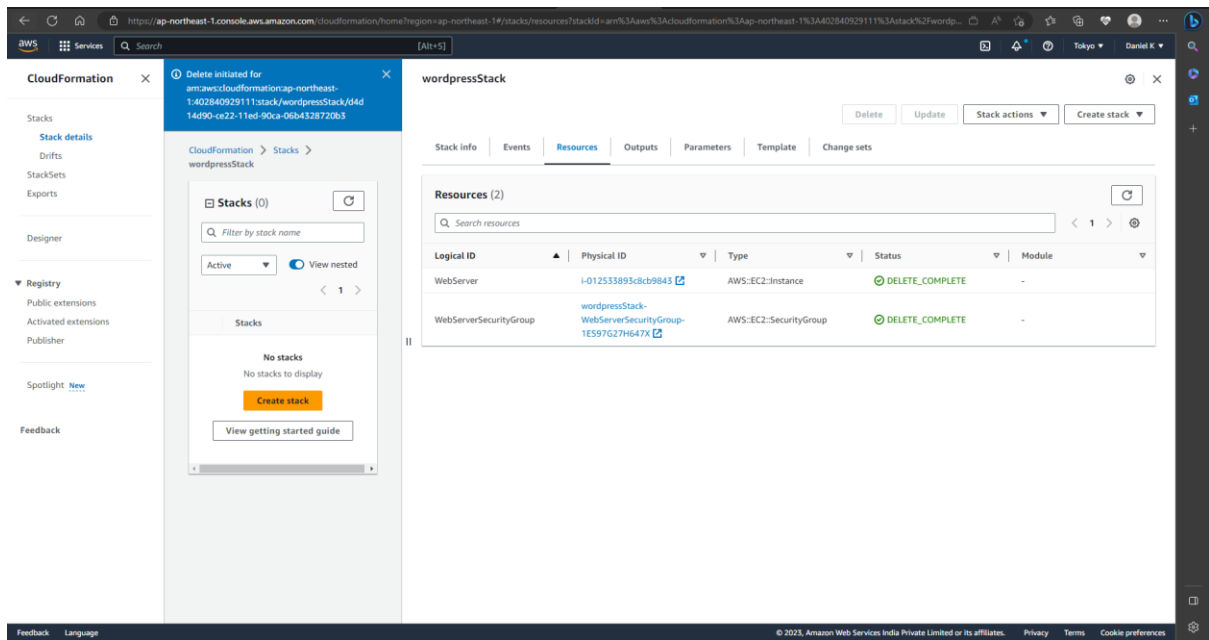 https://ap-northeast-1.console.aws.amazon.com/cloudformation/home?region=ap-northeast-1#/stacks/resources?stackId=arn%3Aaws%3Acloudformation%3Aap-northeast-1%3A402840929111%3Astack%2Fwordp...
aws
Services
Search
[Alt+S]
Tokyo ▼
Daniel K ▼
CloudFormation
Stacks
Stack details
Drifts
StackSets
Exports
Designer
▼ Registry
Public extensions
Activated extensions
Publisher
Spotlight New
Feedback
Delete initiated for
arn:aws:cloudformation:ap-northeast-
1:402840929111:stack/wordpressStack/d4d
14d90-ce22-11ed-90ca-06b4328720b3
CloudFormation > Stacks >
wordpressStack
Stacks (0)
Filter by stack name
Active ▼
View nested
< 1 >
Stacks
No stacks
No stacks to display
Create stack
View getting started guide
wordpressStack
Delete
Update
Stack actions ▼
Create stack ▼
Stack info
Events
Resources
Outputs
Parameters
Template
Change sets
Resources (2)
Search resources
< 1 >
Logical ID Physical ID Type Status Module
WebServer i-012533893c8cb9843 AWS::EC2::Instance DELETE_COMPLETE -
wordpressStack-
WebServerSecurityGroup WebServerSecurityGroup- AWS::EC2::SecurityGroup DELETE_COMPLETE -
1ES97G27H647X
Feedback Language
© 2023, Amazon Web Services India Private Limited or its affiliates. Privacy Terms Cookie preferences